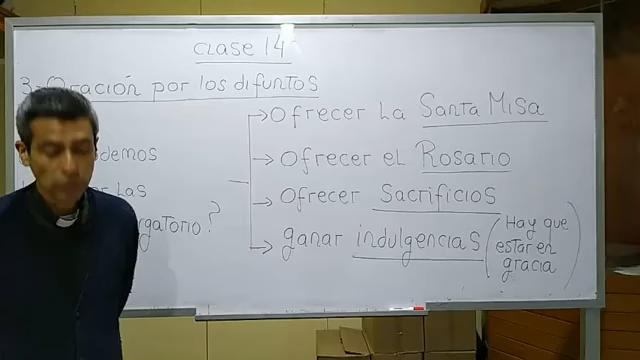 clase 14
3- Oración por los difuntos
Ofrecer la Santa Misa
demos
Ofrecer el Rosario
las
Ofrecer Sacrificios
rgatorio?
ganar indulgencias (Hay que
estar en
gracia)